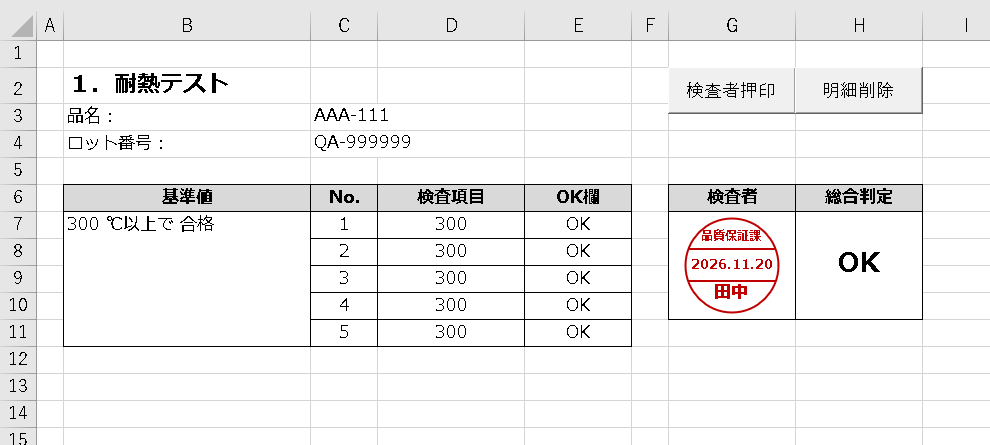 A B C D E F G H I
1
2 1．耐熱テスト 検査者押印 明細削除
3 品名： AAA-111
4 ロット番号： QA-999999
5
6 基準値 No. 検査項目 OK欄 検査者 総合判定
7 300 ℃以上で 合格 1 300 OK 品質保証課
8 2 300 OK 2026.11.20 OK
9 3 300 OK 田中
10 4 300 OK
11 5 300 OK
12
13
14
15